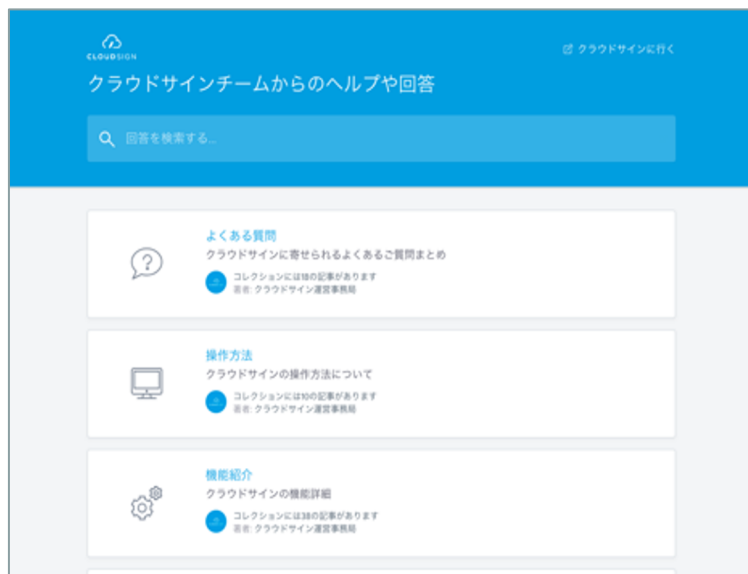 CLOUDSIGN
クラウドサインに行く
クラウドサインチームからのヘルプや回答
回答を検索する...
よくある質問
クラウドサインに寄せられるよくあるご質問まとめ
コレクションには18の記事があります
著者: クラウドサイン運営事務局
操作方法
クラウドサインの操作方法について
コレクションには10の記事があります
著者: クラウドサイン運営事務局
機能紹介
クラウドサインの機能詳細
コレクションには38の記事があります
著者: クラウドサイン運営事務局